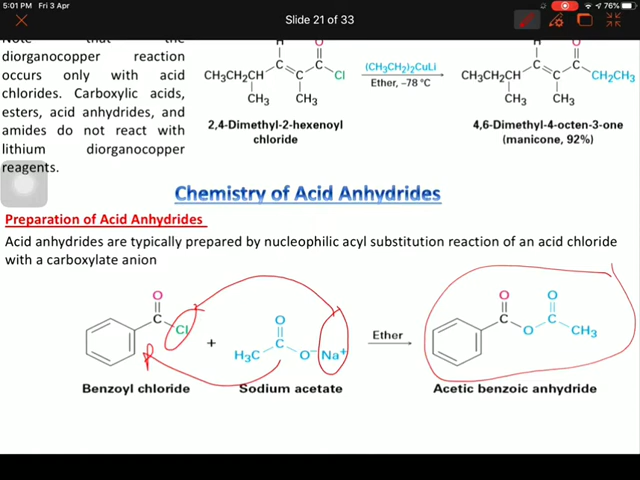 5:01 PM Fri 3 Apr
76%
Slide 21 of 33
Note that the
diorganocopper reaction
occurs only with acid
chlorides. Carboxylic acids,
esters, acid anhydrides, and
amides do not react with
lithium diorganocopper
reagents.
H O
C C
CH₃CH₂CH C Cl
CH₃ CH₃
2,4-Dimethyl-2-hexenoyl
chloride
(CH₃CH₂)₂CuLi
Ether, –78 °C
H O
C C
CH₃CH₂CH C CH₂CH₃
CH₃ CH₃
4,6-Dimethyl-4-octen-3-one
(manicone, 92%)
Chemistry of Acid Anhydrides
Preparation of Acid Anhydrides
Acid anhydrides are typically prepared by nucleophilic acyl substitution reaction of an acid chloride
with a carboxylate anion
O
C
Cl
Benzoyl chloride
+
O
C
H₃C O⁻ Na⁺
Sodium acetate
Ether
O O
C C
O CH₃
Acetic benzoic anhydride